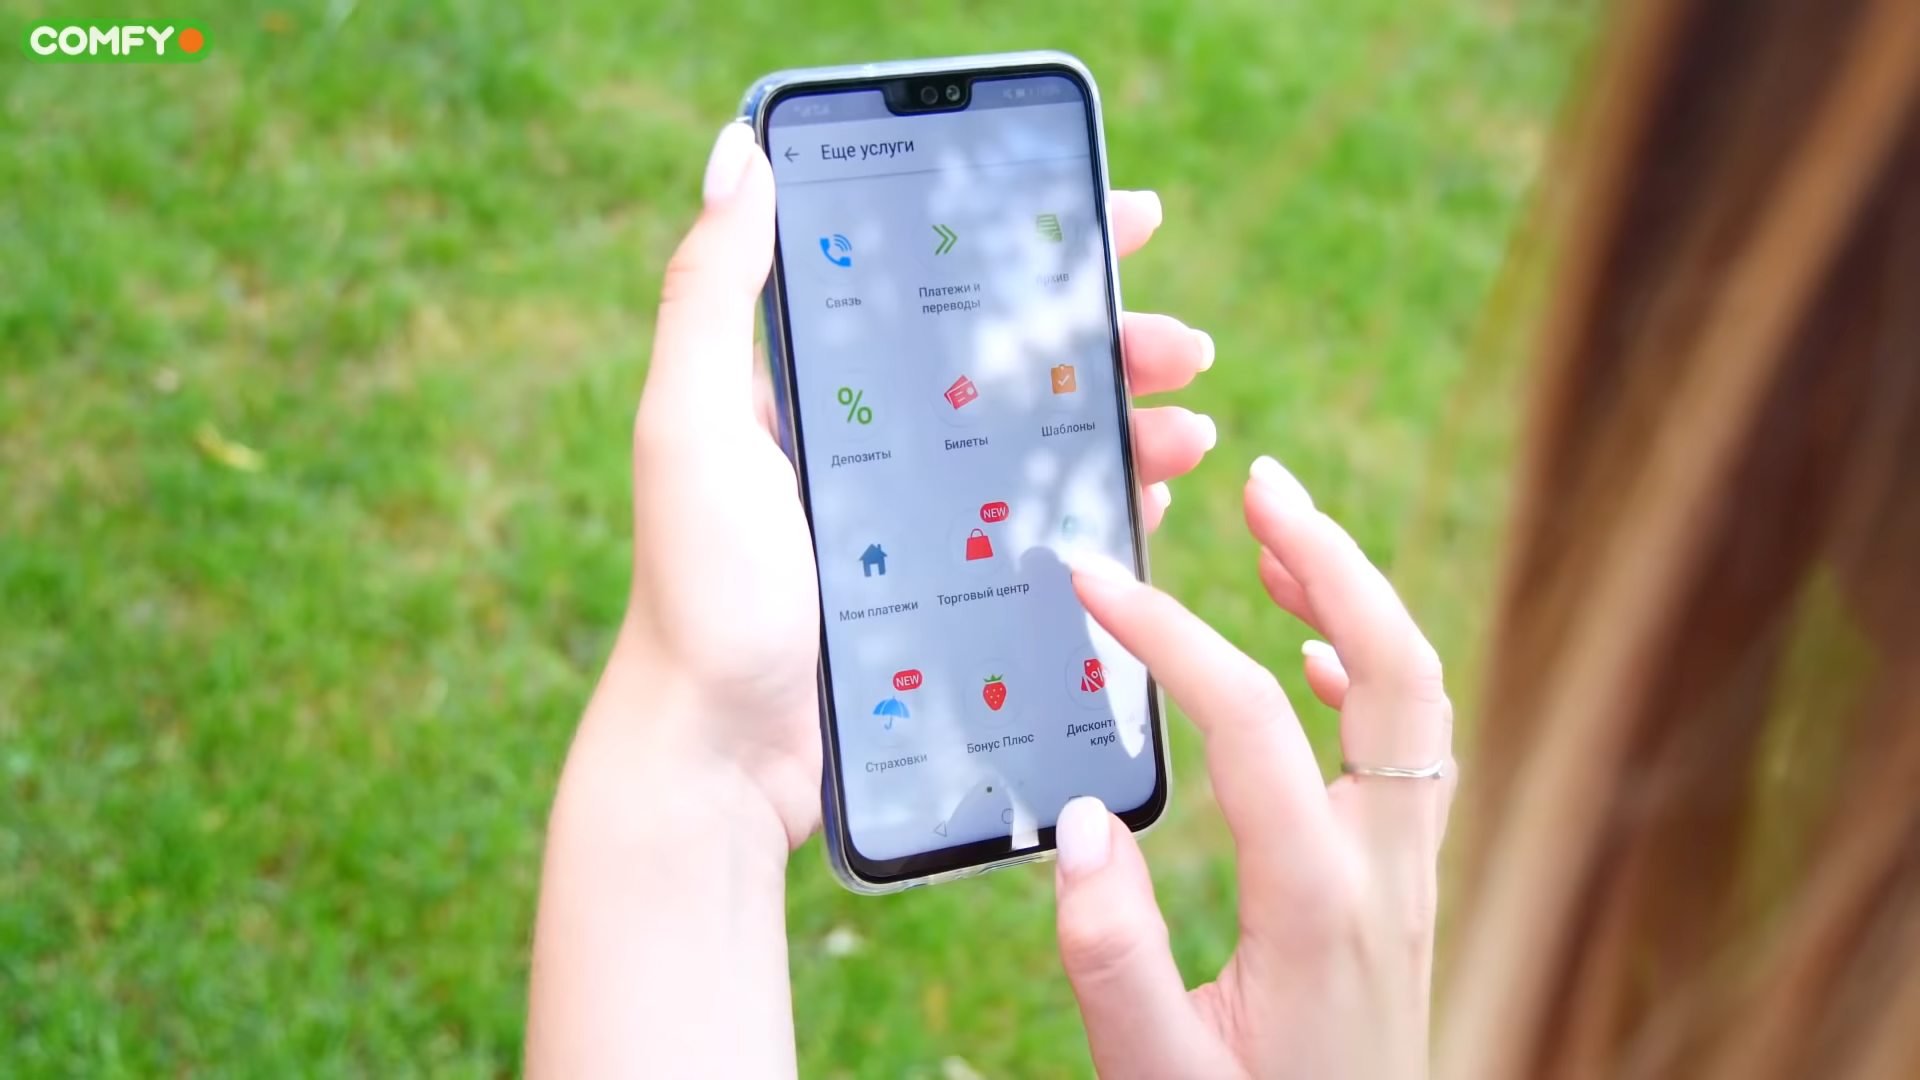 COMFY
Еще услуги
Связь
Платежи и
переводы
Архив
Депозиты
Билеты
Шаблоны
NEW
Мои платежи
Торговый центр
NEW
Страховки
Бонус Плюс
Дисконт
клуб